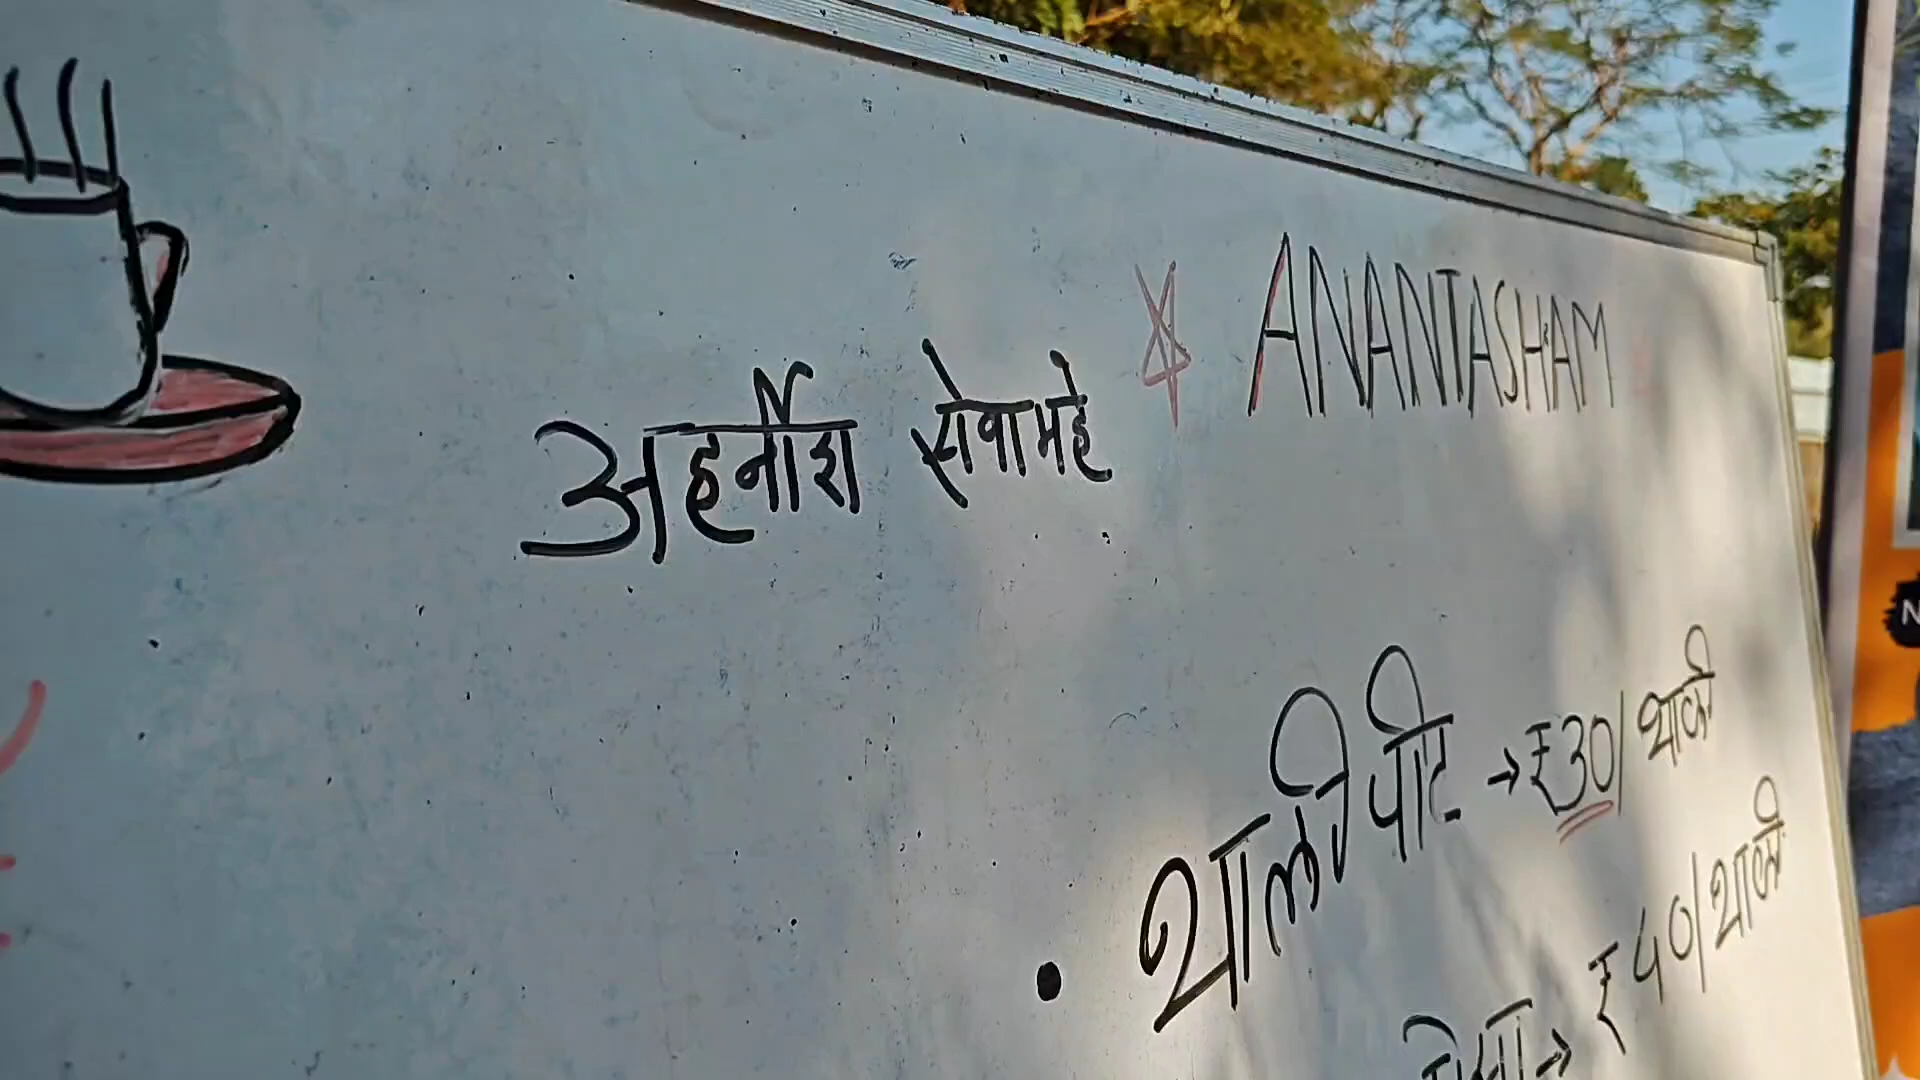 ANANTASHAM
अहर्नीश सेवामहे
• थालीपीट → ₹30/थाळी
→ ₹40/थाळी